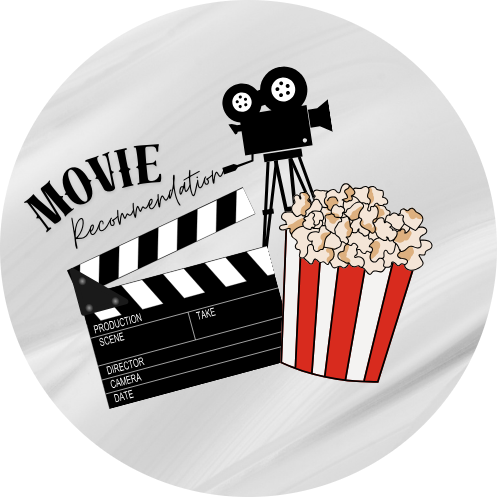 MOVIE
Recommendation
PRODUCTION
SCENE
TAKE
DIRECTOR
CAMERA
DATE